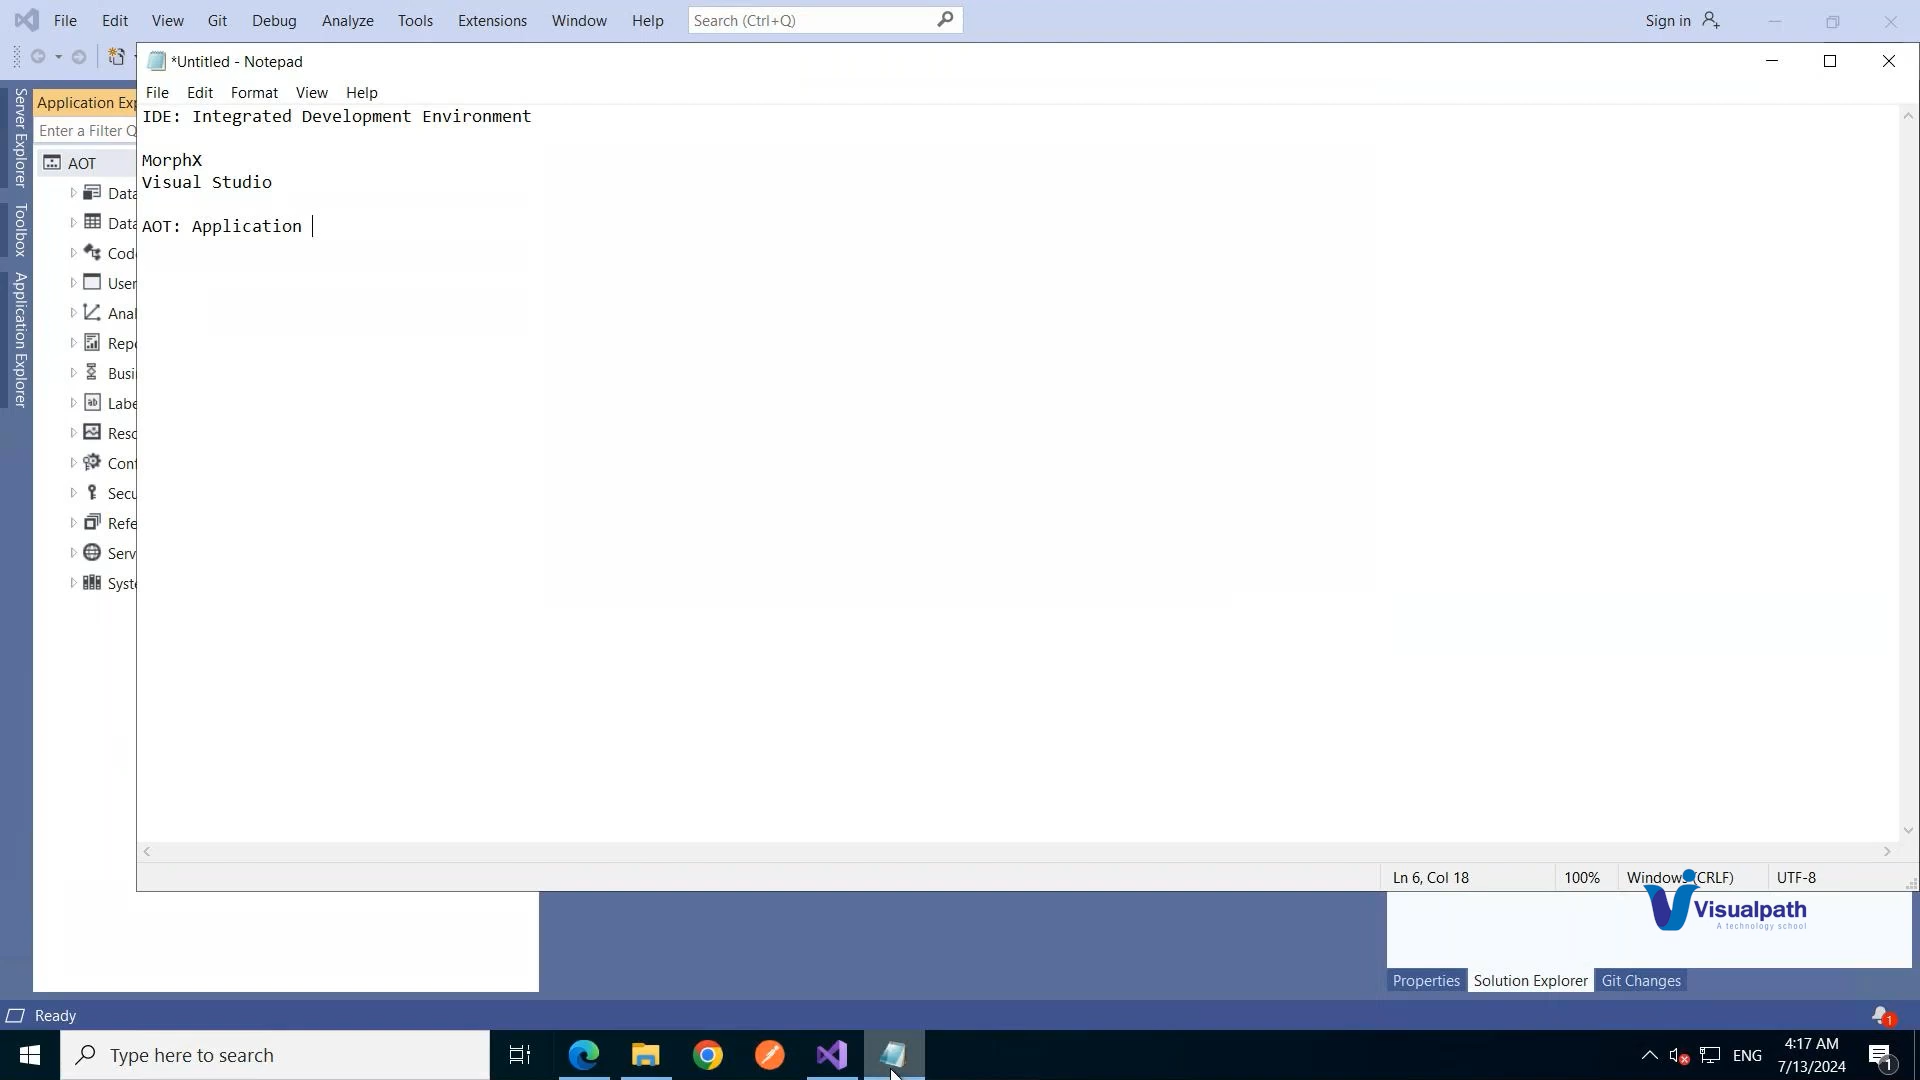 File Edit View Git Debug Analyze Tools Extensions Window Help Search (Ctrl+Q) Sign in
*Untitled - Notepad
File Edit Format View Help
Server Explorer
Toolbox
Application Explorer
Application Exp
Enter a Filter Q
AOT
Data
Data
Code
User
Anal
Repo
Busi
Labe
Reso
Conf
Secu
Refe
Serv
Syste
IDE: Integrated Development Environment
MorphX
Visual Studio
AOT: Application
Ln 6, Col 18 100% Windows (CRLF) UTF-8
Visualpath
A technology school
Properties Solution Explorer Git Changes
Ready
1
Type here to search
ENG
4:17 AM
7/13/2024
1